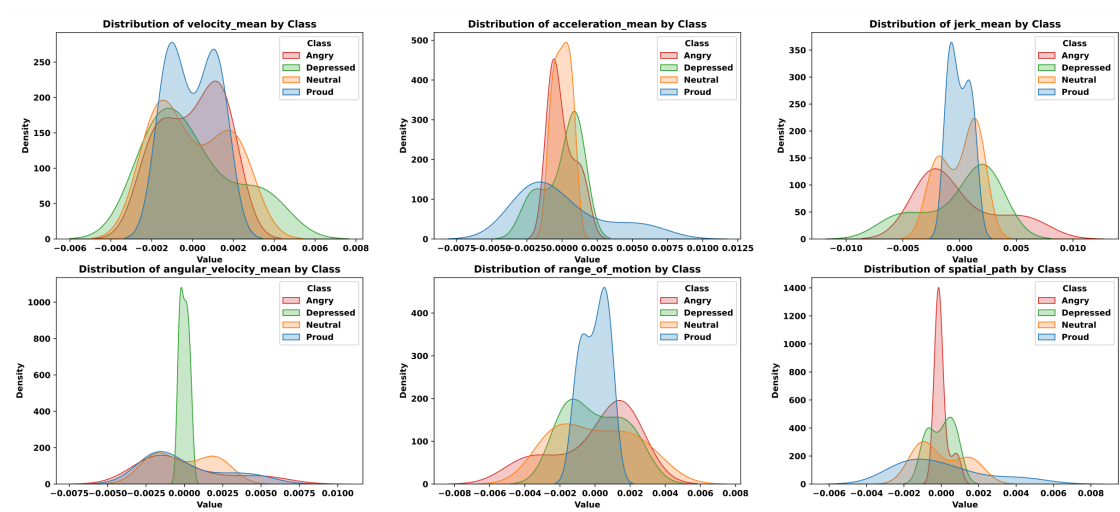 Distribution of velocity_mean by Class
Density
250
200
150
100
50
0
−0.006 −0.004 −0.002 0.000 0.002 0.004 0.006 0.008
Value
Class
Angry
Depressed
Neutral
Proud
Distribution of acceleration_mean by Class
Density
500
400
300
200
100
0
−0.0075 −0.0050 −0.0025 0.0000 0.0025 0.0050 0.0075 0.0100 0.0125
Value
Class
Angry
Depressed
Neutral
Proud
Distribution of jerk_mean by Class
Density
350
300
250
200
150
100
50
0
−0.010 −0.005 0.000 0.005 0.010
Value
Class
Angry
Depressed
Neutral
Proud
Distribution of angular_velocity_mean by Class
Density
1000
800
600
400
200
0
−0.0075 −0.0050 −0.0025 0.0000 0.0025 0.0050 0.0075 0.0100
Value
Class
Angry
Depressed
Neutral
Proud
Distribution of range_of_motion by Class
Density
400
300
200
100
0
−0.008 −0.006 −0.004 −0.002 0.000 0.002 0.004 0.006 0.008
Value
Class
Angry
Depressed
Neutral
Proud
Distribution of spatial_path by Class
Density
1400
1200
1000
800
600
400
200
0
−0.006 −0.004 −0.002 0.000 0.002 0.004 0.006 0.008
Value
Class
Angry
Depressed
Neutral
Proud